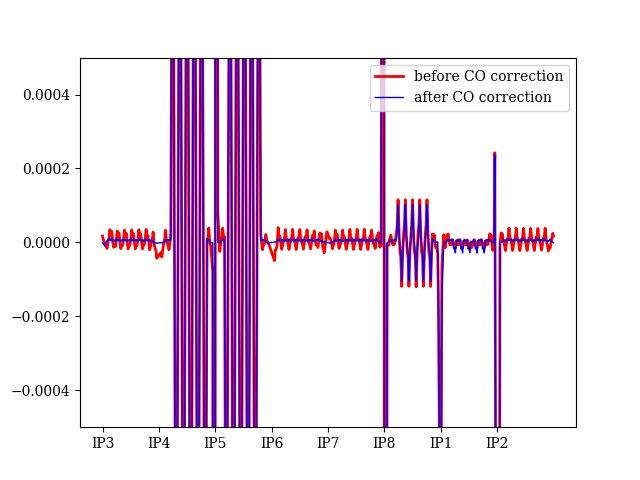 before CO correction
after CO correction
0.0004
0.0002
0.0000
−0.0002
−0.0004
IP3 IP4 IP5 IP6 IP7 IP8 IP1 IP2